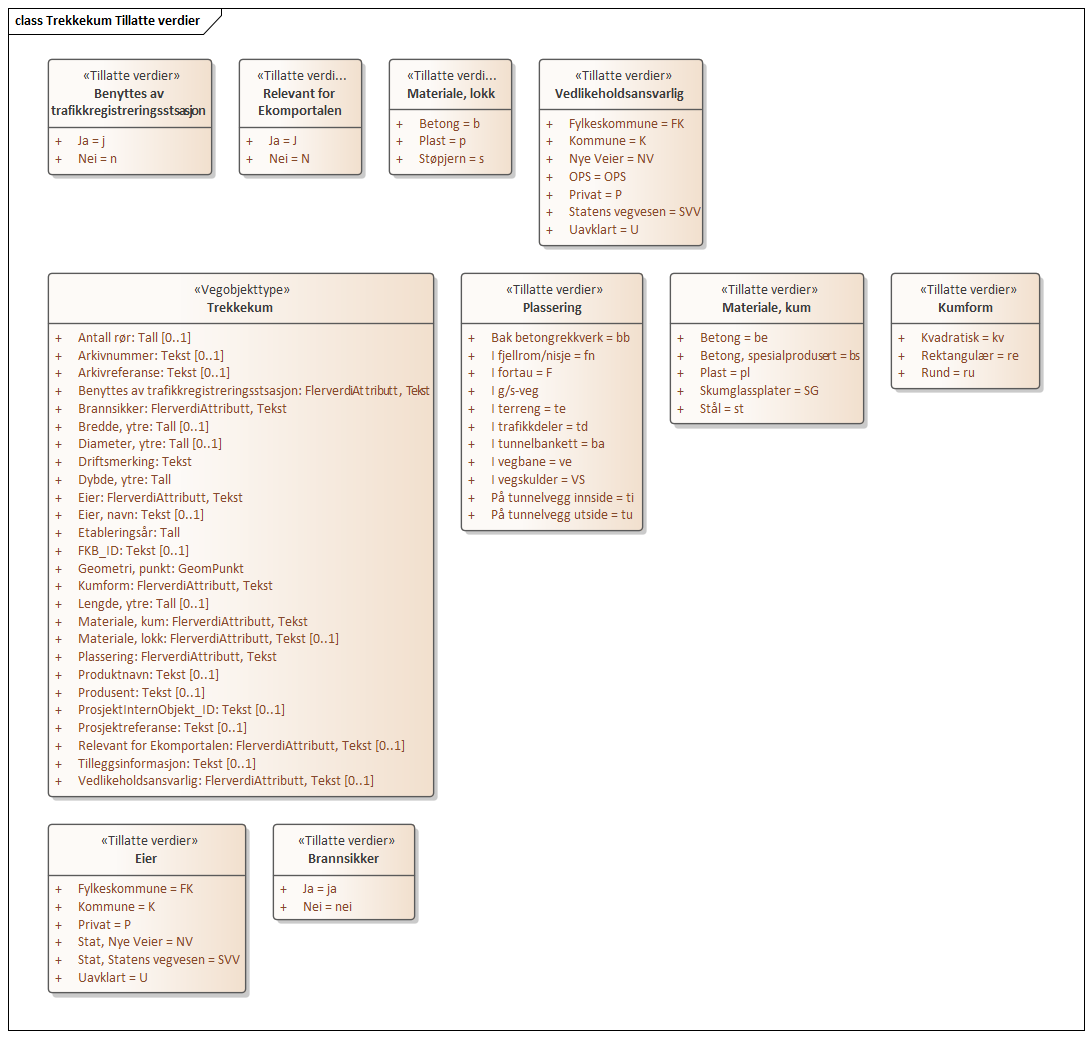 class Trekkekum Tillatte verdier
«Tillatte verdier»
Benyttes av
trafikkregistreringsstsasjon
+ Ja = j
+ Nei = n
«Tillatte verdi...
Relevant for
Ekomportalen
+ Ja = J
+ Nei = N
«Tillatte verdi...
Materiale, lokk
+ Betong = b
+ Plast = p
+ Støpjern = s
«Tillatte verdier»
Vedlikeholdsansvarlig
+ Fylkeskommune = FK
+ Kommune = K
+ Nye Veier = NV
+ OPS = OPS
+ Privat = P
+ Statens vegvesen = SVV
+ Uavklart = U
«Vegobjekttype»
Trekkekum
+ Antall rør: Tall [0..1]
+ Arkivnummer: Tekst [0..1]
+ Arkivreferanse: Tekst [0..1]
+ Benyttes av trafikkregistreringsstsasjon: FlerverdiAttributt, Tekst
+ Brannsikker: FlerverdiAttributt, Tekst
+ Bredde, ytre: Tall [0..1]
+ Diameter, ytre: Tall [0..1]
+ Driftsmerking: Tekst
+ Dybde, ytre: Tall
+ Eier: FlerverdiAttributt, Tekst
+ Eier, navn: Tekst [0..1]
+ Etableringsår: Tall
+ FKB_ID: Tekst [0..1]
+ Geometri, punkt: GeomPunkt
+ Kumform: FlerverdiAttributt, Tekst
+ Lengde, ytre: Tall [0..1]
+ Materiale, kum: FlerverdiAttributt, Tekst
+ Materiale, lokk: FlerverdiAttributt, Tekst [0..1]
+ Plassering: FlerverdiAttributt, Tekst
+ Produktnavn: Tekst [0..1]
+ Produsent: Tekst [0..1]
+ ProsjektInternObjekt_ID: Tekst [0..1]
+ Prosjektreferanse: Tekst [0..1]
+ Relevant for Ekomportalen: FlerverdiAttributt, Tekst [0..1]
+ Tilleggsinformasjon: Tekst [0..1]
+ Vedlikeholdsansvarlig: FlerverdiAttributt, Tekst [0..1]
«Tillatte verdier»
Plassering
+ Bak betongrekkverk = bb
+ I fjellrom/nisje = fn
+ I fortau = F
+ I g/s-veg
+ I terreng = te
+ I trafikkdeler = td
+ I tunnelbankett = ba
+ I vegbane = ve
+ I vegskulder = VS
+ På tunnelvegg innside = ti
+ På tunnelvegg utside = tu
«Tillatte verdier»
Materiale, kum
+ Betong = be
+ Betong, spesialprodusert = bs
+ Plast = pl
+ Skumglassplater = SG
+ Stål = st
«Tillatte verdier»
Kumform
+ Kvadratisk = kv
+ Rektangulær = re
+ Rund = ru
«Tillatte verdier»
Eier
+ Fylkeskommune = FK
+ Kommune = K
+ Privat = P
+ Stat, Nye Veier = NV
+ Stat, Statens vegvesen = SVV
+ Uavklart = U
«Tillatte verdier»
Brannsikker
+ Ja = ja
+ Nei = nei